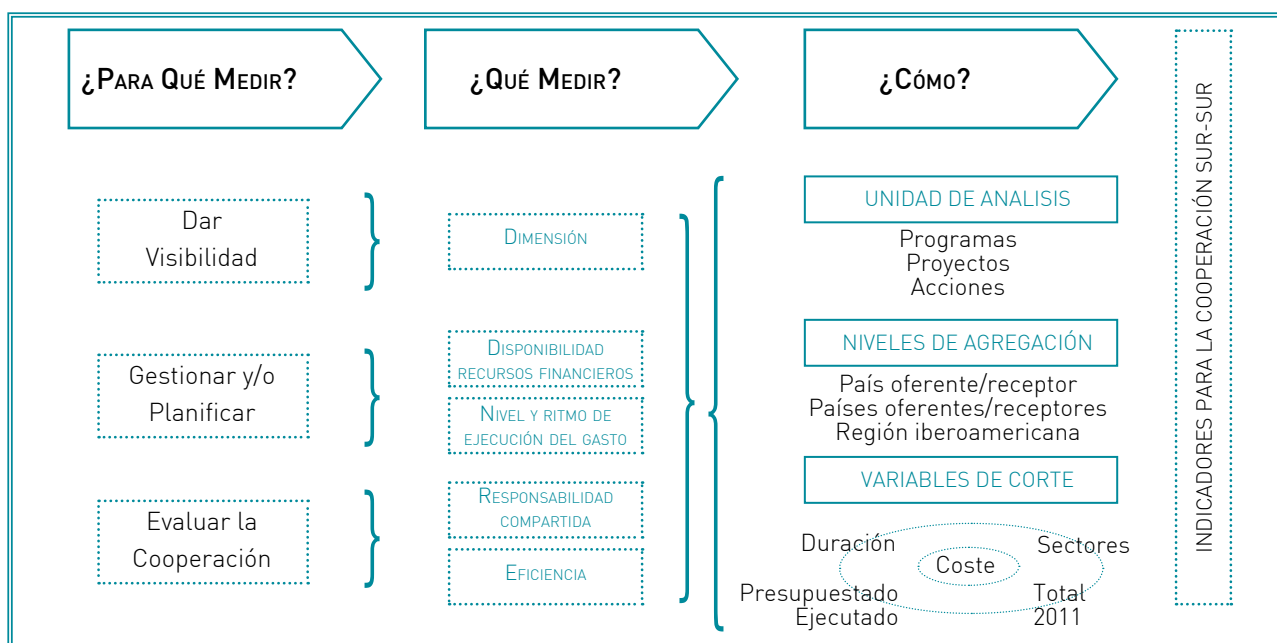 ¿Para Qué Medir?
¿Qué Medir?
¿Cómo?
Dar
Visibilidad
Gestionar y/o
Planificar
Evaluar la
Cooperación
Dimensión
Disponibilidad
recursos financieros
Nivel y ritmo de
ejecución del gasto
Responsabilidad
compartida
Eficiencia
UNIDAD DE ANALISIS
Programas
Proyectos
Acciones
NIVELES DE AGREGACIÓN
País oferente/receptor
Países oferentes/receptores
Región iberoamericana
VARIABLES DE CORTE
Duración
Sectores
Coste
Presupuestado
Ejecutado
Total
2011
INDICADORES PARA LA COOPERACIÓN SUR-SUR